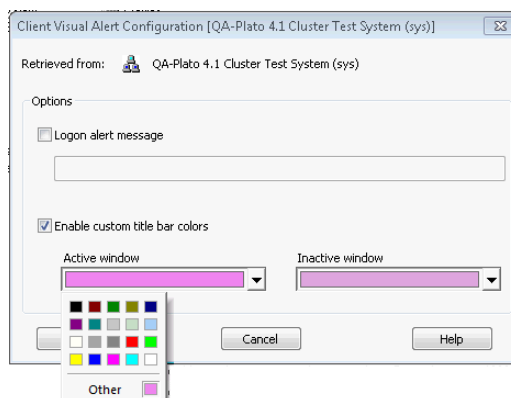 Client Visual Alert Configuration [QA-Plato 4.1 Cluster Test System (sys)]
Retrieved from: QA-Plato 4.1 Cluster Test System (sys)
Options
Logon alert message
Enable custom title bar colors
Active window Inactive window
Cancel Help
Other